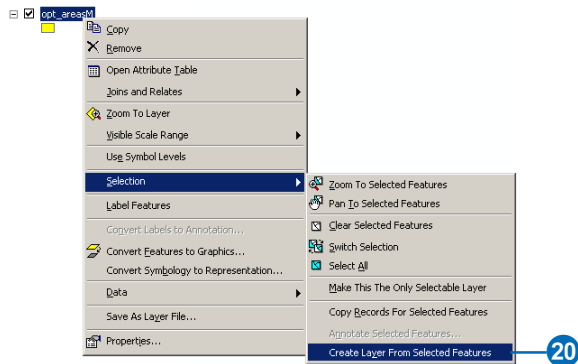 opt_areasM
Copy
Remove
Open Attribute Table
Joins and Relates
Zoom To Layer
Visible Scale Range
Use Symbol Levels
Selection
Label Features
Convert Labels to Annotation...
Convert Features to Graphics...
Convert Symbology to Representation...
Data
Save As Layer File...
Properties...
Zoom To Selected Features
Pan To Selected Features
Clear Selected Features
Switch Selection
Select All
Make This The Only Selectable Layer
Copy Records For Selected Features
Annotate Selected Features...
Create Layer From Selected Features
20